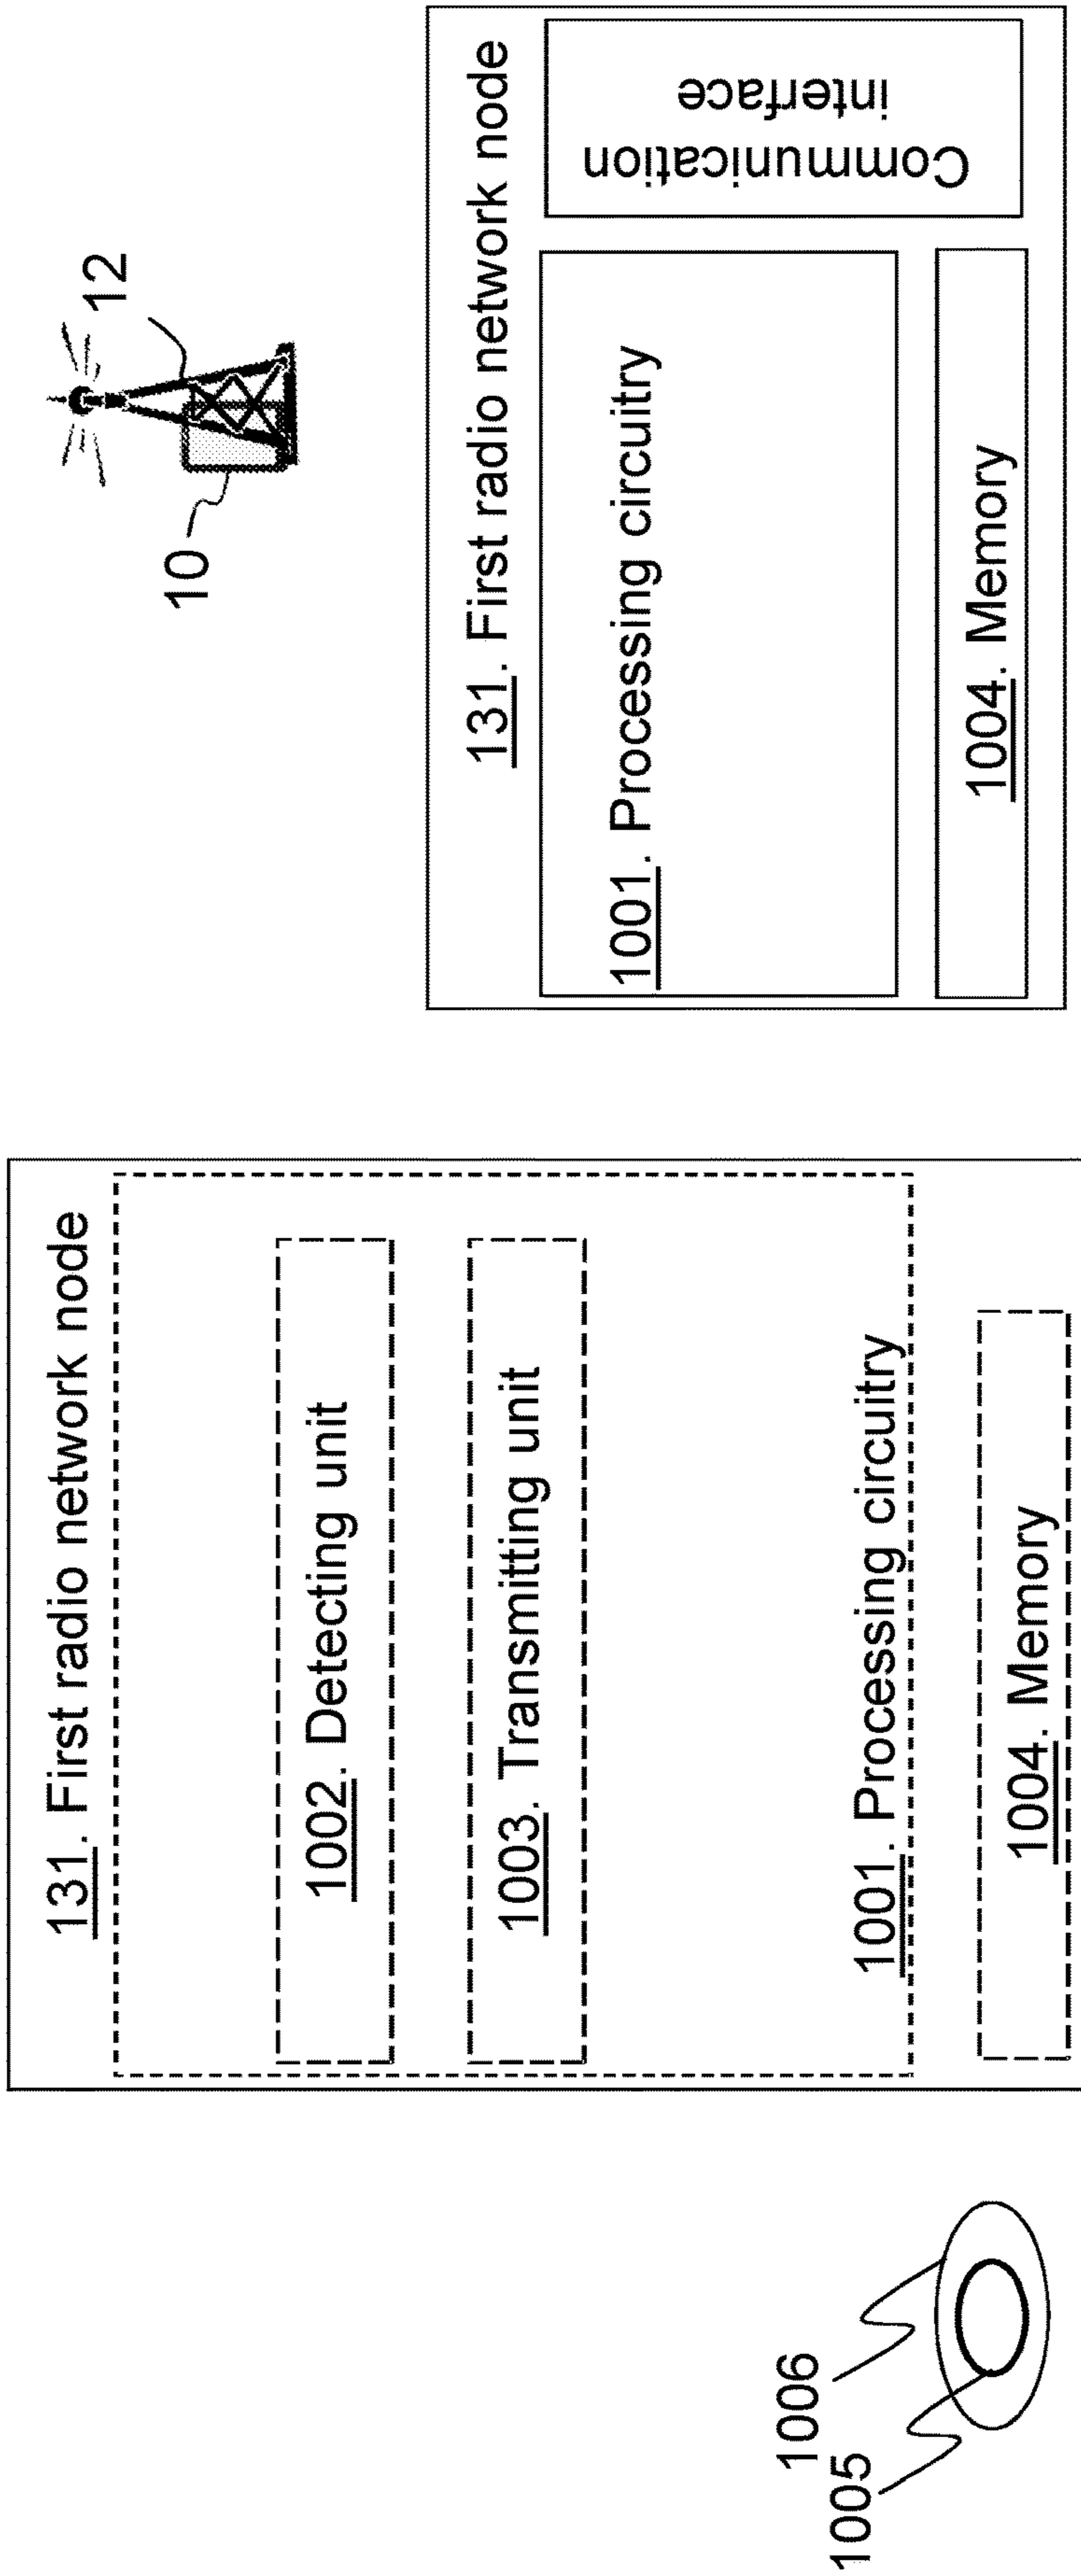 1005
1006
131. First radio network node
1002. Detecting unit
1003. Transmitting unit
1001. Processing circuitry
1004. Memory
10
12
131. First radio network node
1001. Processing circuitry
1004. Memory
Communication
interface